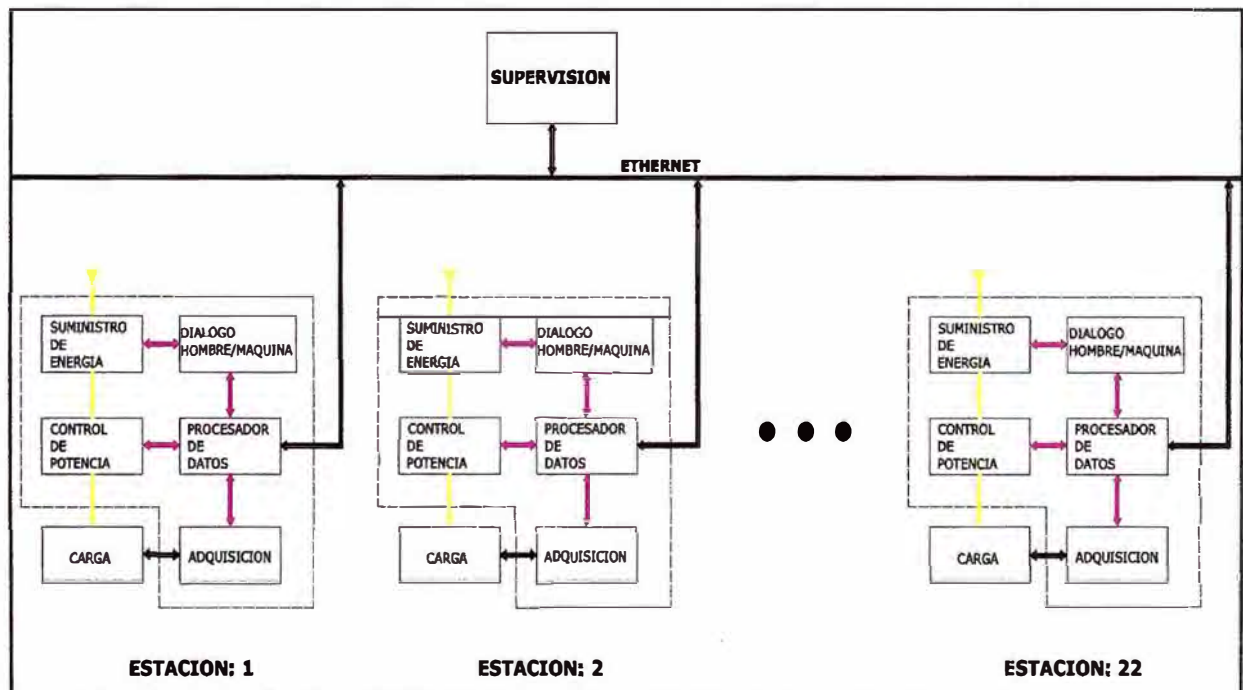 SUPERVISION
ETHERNET
SUMINISTRO
DE
ENERGIA
DIALOGO
HOMBRE/MAQUINA
CONTROL
DE
POTENCIA
PROCESADOR
DE
DATOS
CARGA
ADQUISICION
ESTACION: 1
SUMINISTRO
DE
ENERGIA
DIALOGO
HOMBRE/MAQUINA
CONTROL
DE
POTENCIA
PROCESADOR
DE
DATOS
CARGA
ADQUISICION
ESTACION: 2
SUMINISTRO
DE
ENERGIA
DIALOGO
HOMBRE/MAQUINA
CONTROL
DE
POTENCIA
PROCESADOR
DE
DATOS
CARGA
ADQUISICION
ESTACION: 22